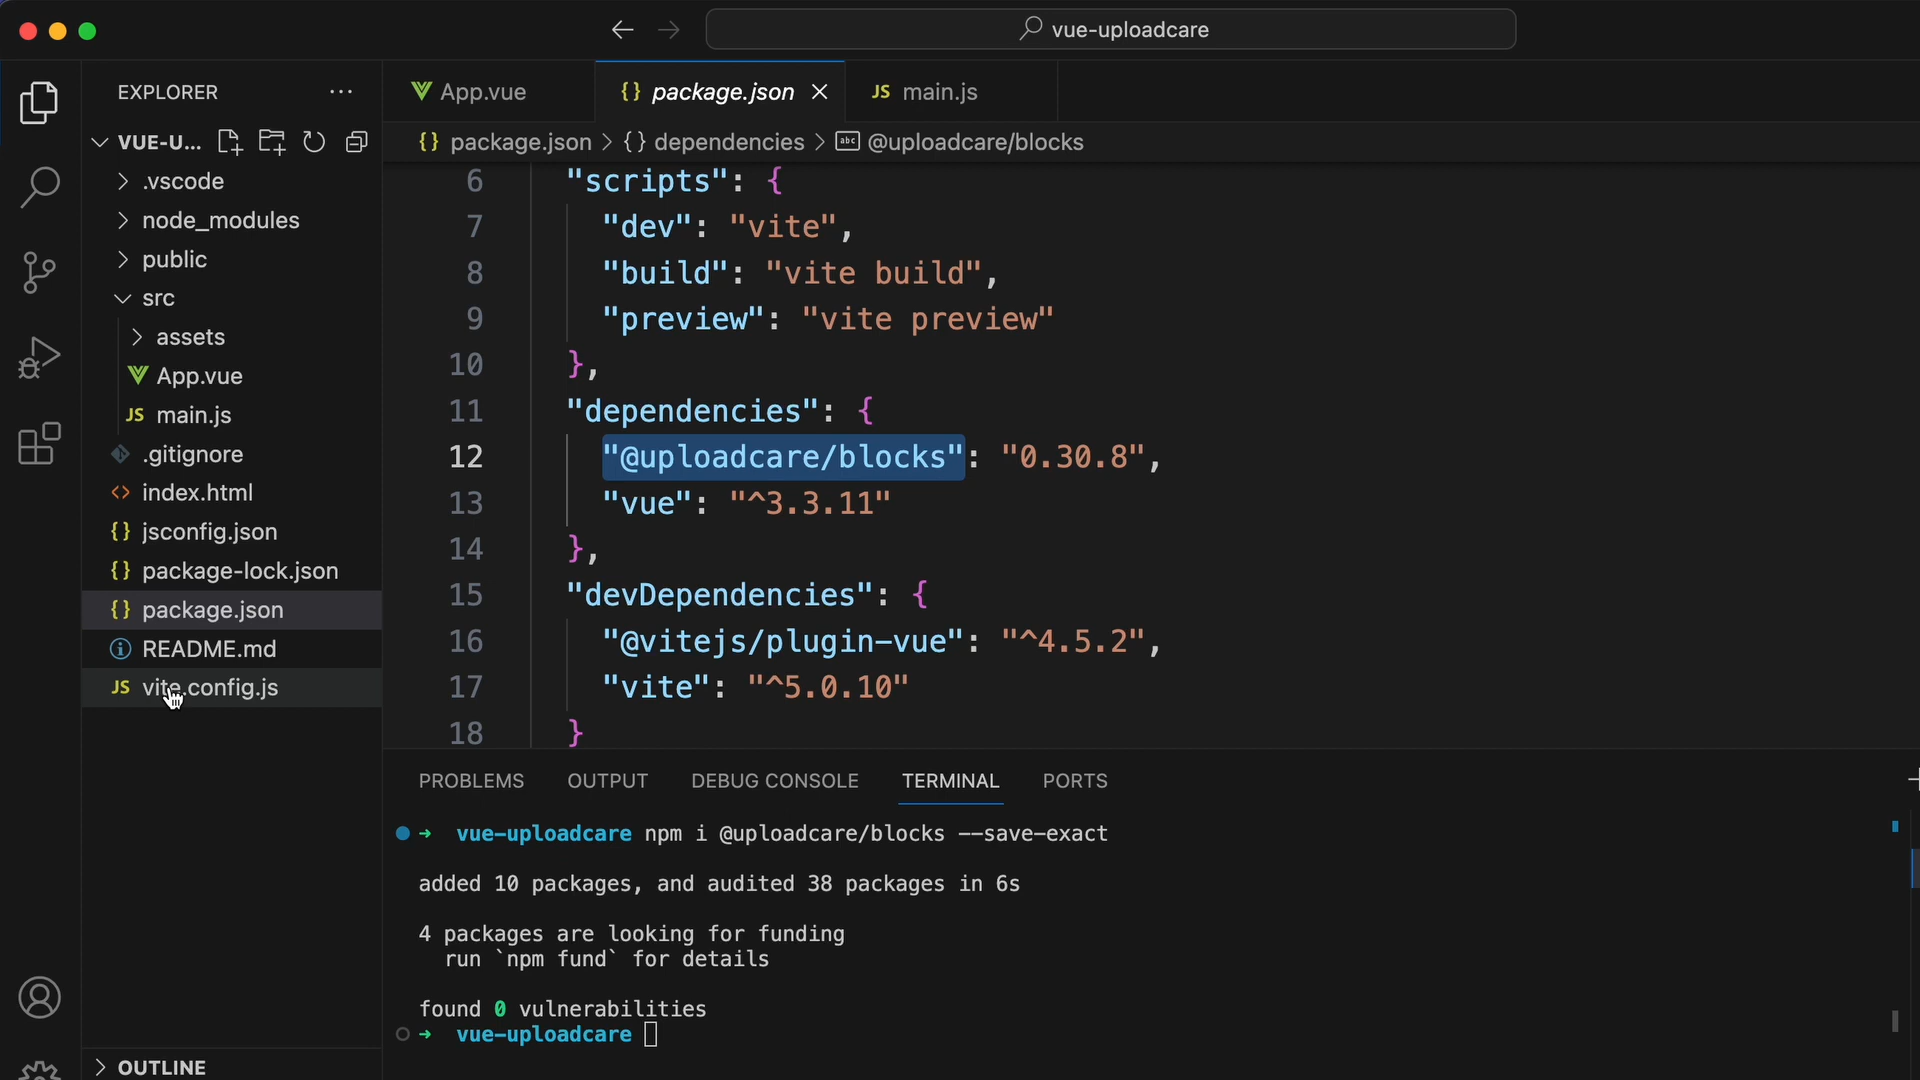 vue-uploadcare
EXPLORER
VUE-U...
.vscode
node_modules
public
src
assets
App.vue
JS main.js
.gitignore
<> index.html
{} jsconfig.json
{} package-lock.json
{} package.json
README.md
JS vite.config.js
OUTLINE
App.vue
{} package.json
JS main.js
{} package.json > {} dependencies > abc @uploadcare/blocks
6 "scripts": {
7 "dev": "vite",
8 "build": "vite build",
9 "preview": "vite preview"
10 },
11 "dependencies": {
12 "@uploadcare/blocks": "0.30.8",
13 "vue": "^3.3.11"
14 },
15 "devDependencies": {
16 "@vitejs/plugin-vue": "^4.5.2",
17 "vite": "^5.0.10"
18 }
PROBLEMS OUTPUT DEBUG CONSOLE TERMINAL PORTS
➜ vue-uploadcare npm i @uploadcare/blocks --save-exact
added 10 packages, and audited 38 packages in 6s
4 packages are looking for funding
run `npm fund` for details
found 0 vulnerabilities
➜ vue-uploadcare